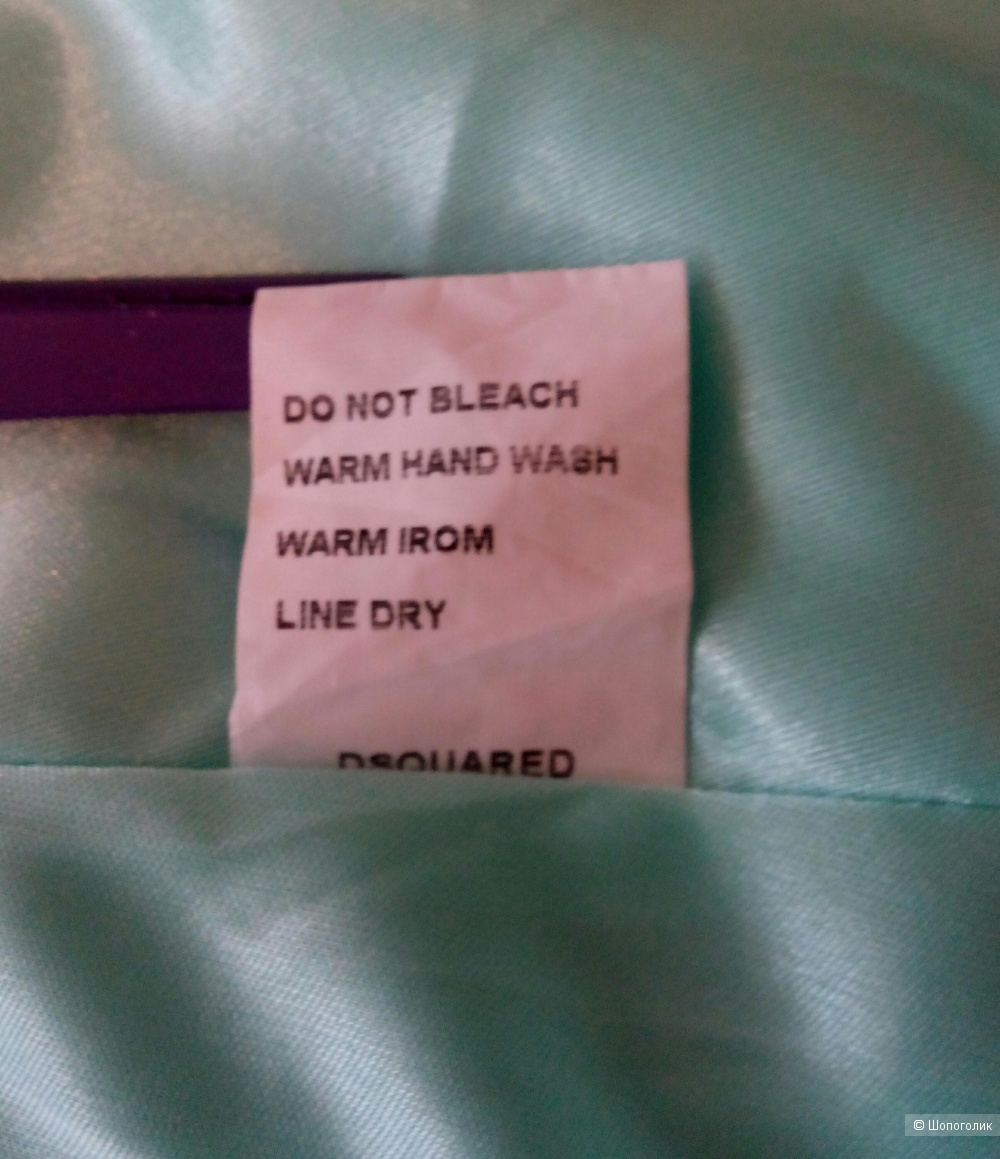 DO NOT BLEACH
WARM HAND WASH
WARM IROM
LINE DRY
DSQUARED
© Шопоголик